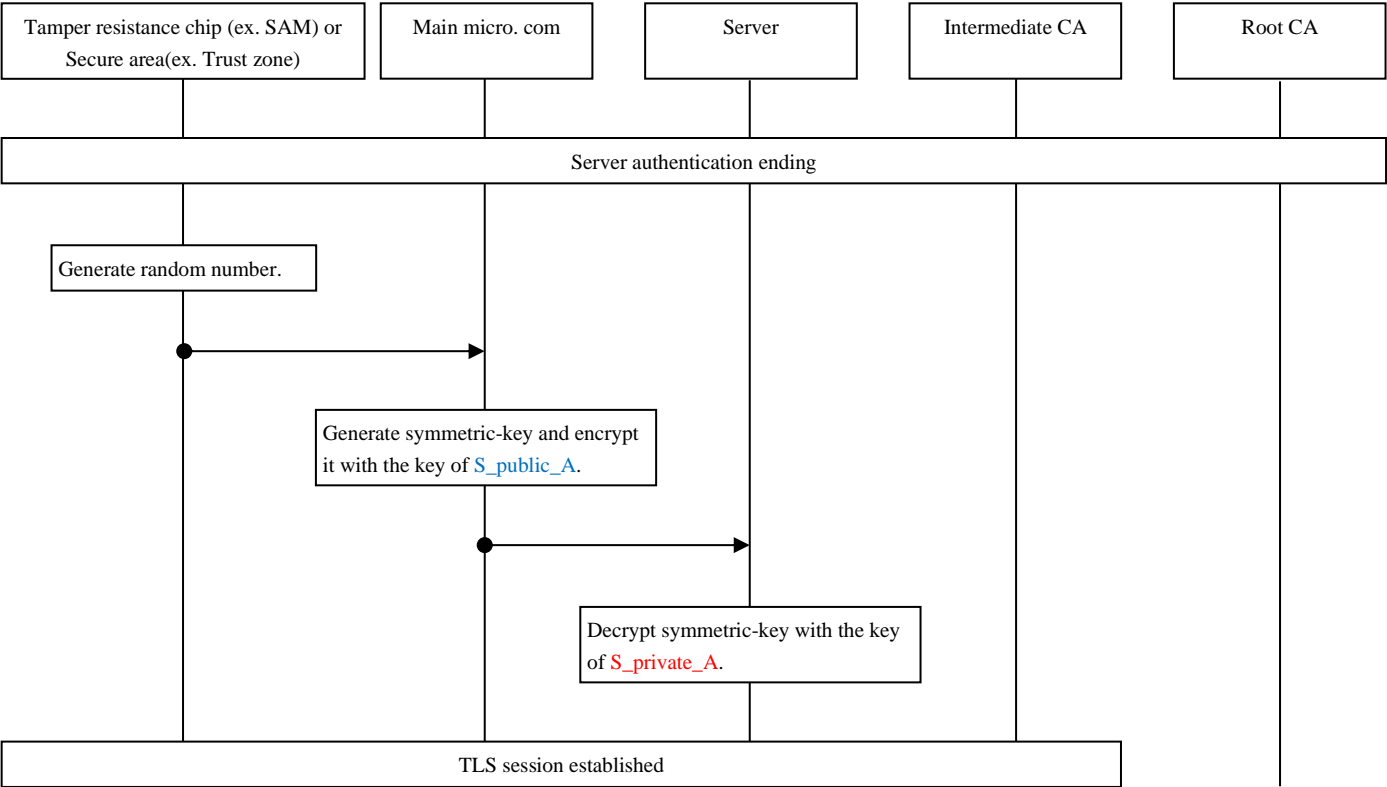 Tamper resistance chip (ex. SAM) or
Secure area(ex. Trust zone)
Main micro. com
Server
Intermediate CA
Root CA
Server authentication ending
Generate random number.
Generate symmetric-key and encrypt
it with the key of S_public_A.
Decrypt symmetric-key with the key
of S_private_A.
TLS session established